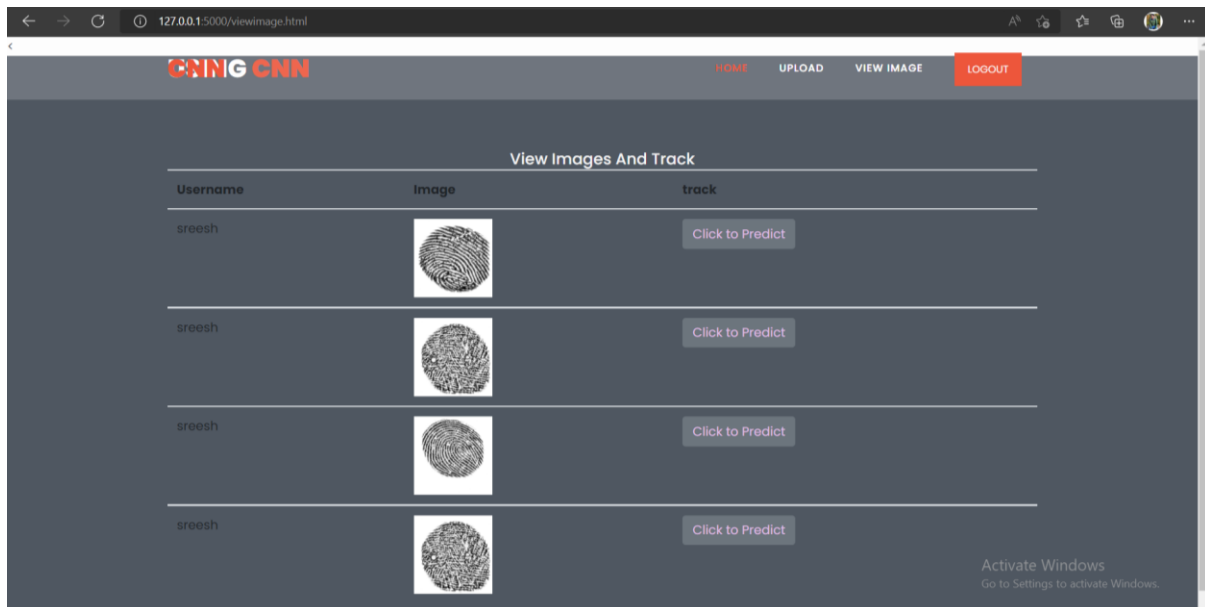 127.0.0.1:5000/viewimage.html
<
CNN
HOME UPLOAD VIEW IMAGE LOGOUT
View Images And Track
Username Image track
sreesh Click to Predict
sreesh Click to Predict
sreesh Click to Predict
sreesh Click to Predict
Activate Windows
Go to Settings to activate Windows.